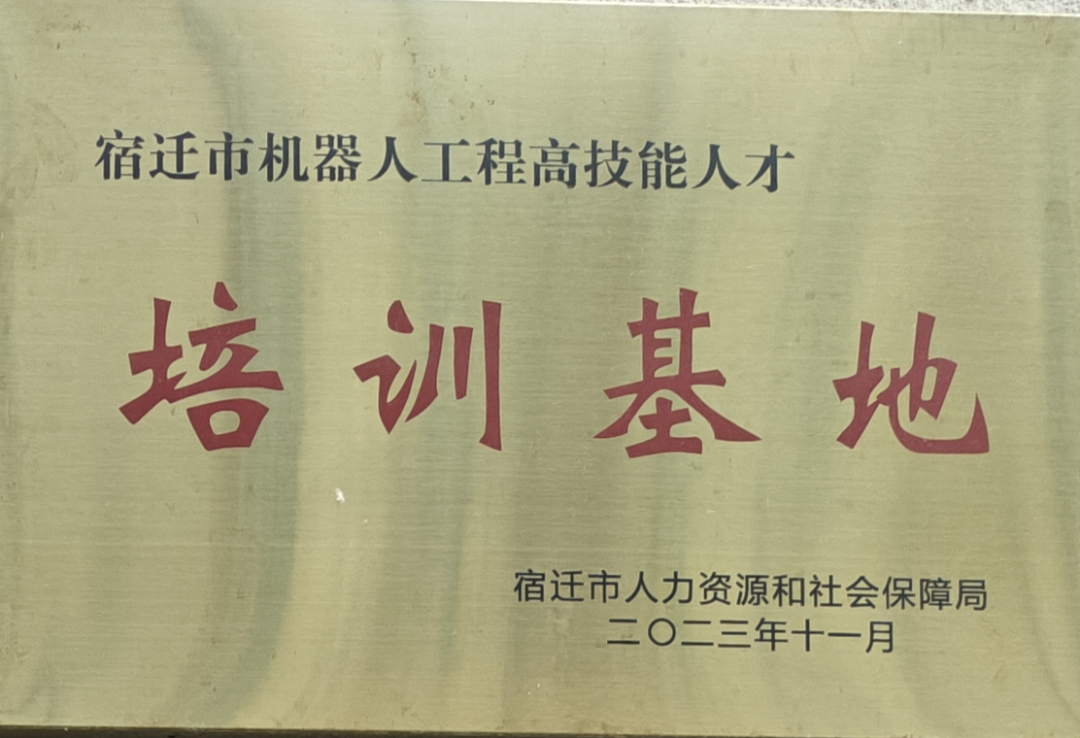 宿迁市机器人工程高技能人才
培训基地
宿迁市人力资源和社会保障局
二〇二三年十一月